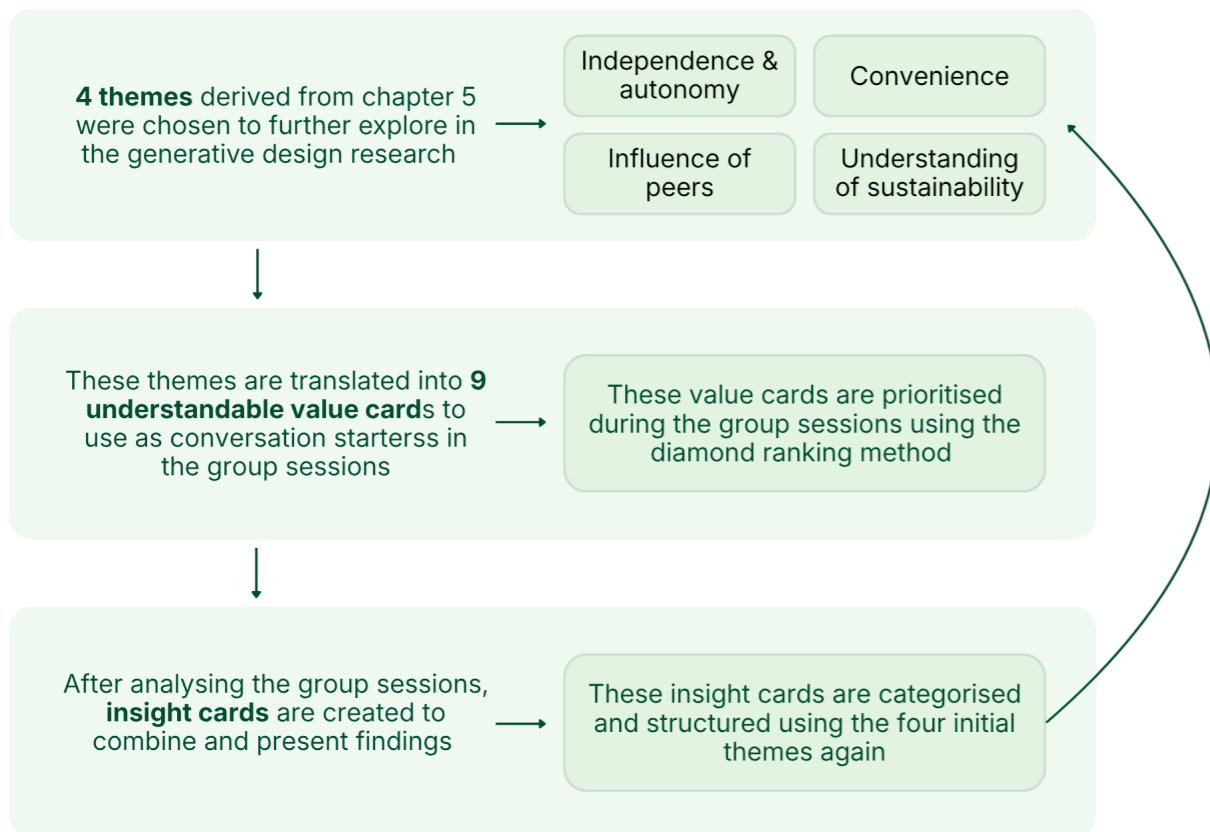 4 themes derived from chapter 5
were chosen to further explore in
the generative design research
Independence &
autonomy
Convenience
Influence of
peers
Understanding
of sustainability
These themes are translated into 9
understandable value cards to
use as conversation starterss in
the group sessions
These value cards are prioritised
during the group sessions using the
diamond ranking method
After analysing the group sessions,
insight cards are created to
combine and present findings
These insight cards are categorised
and structured using the four initial
themes again